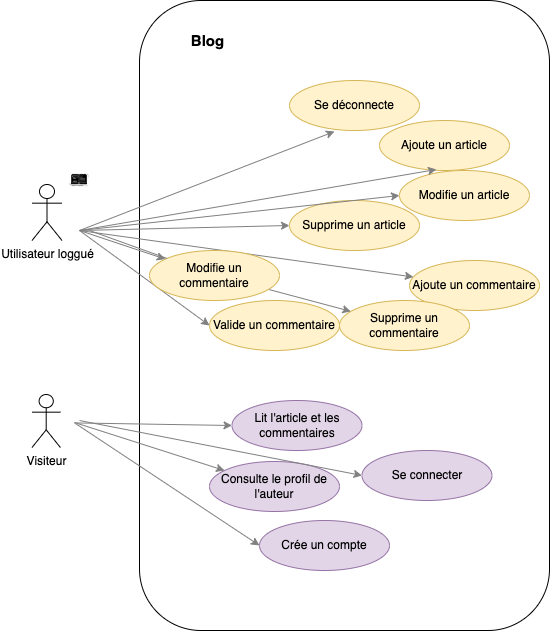 Blog
Se déconnecte
Ajoute un article
Modifie un article
Supprime un article
Utilisateur loggué
Modifie un
commentaire
Ajoute un commentaire
Valide un commentaire
Supprime un
commentaire
Lit l'article et les
commentaires
Visiteur
Se connecter
Consulte le profil de
l'auteur
Crée un compte